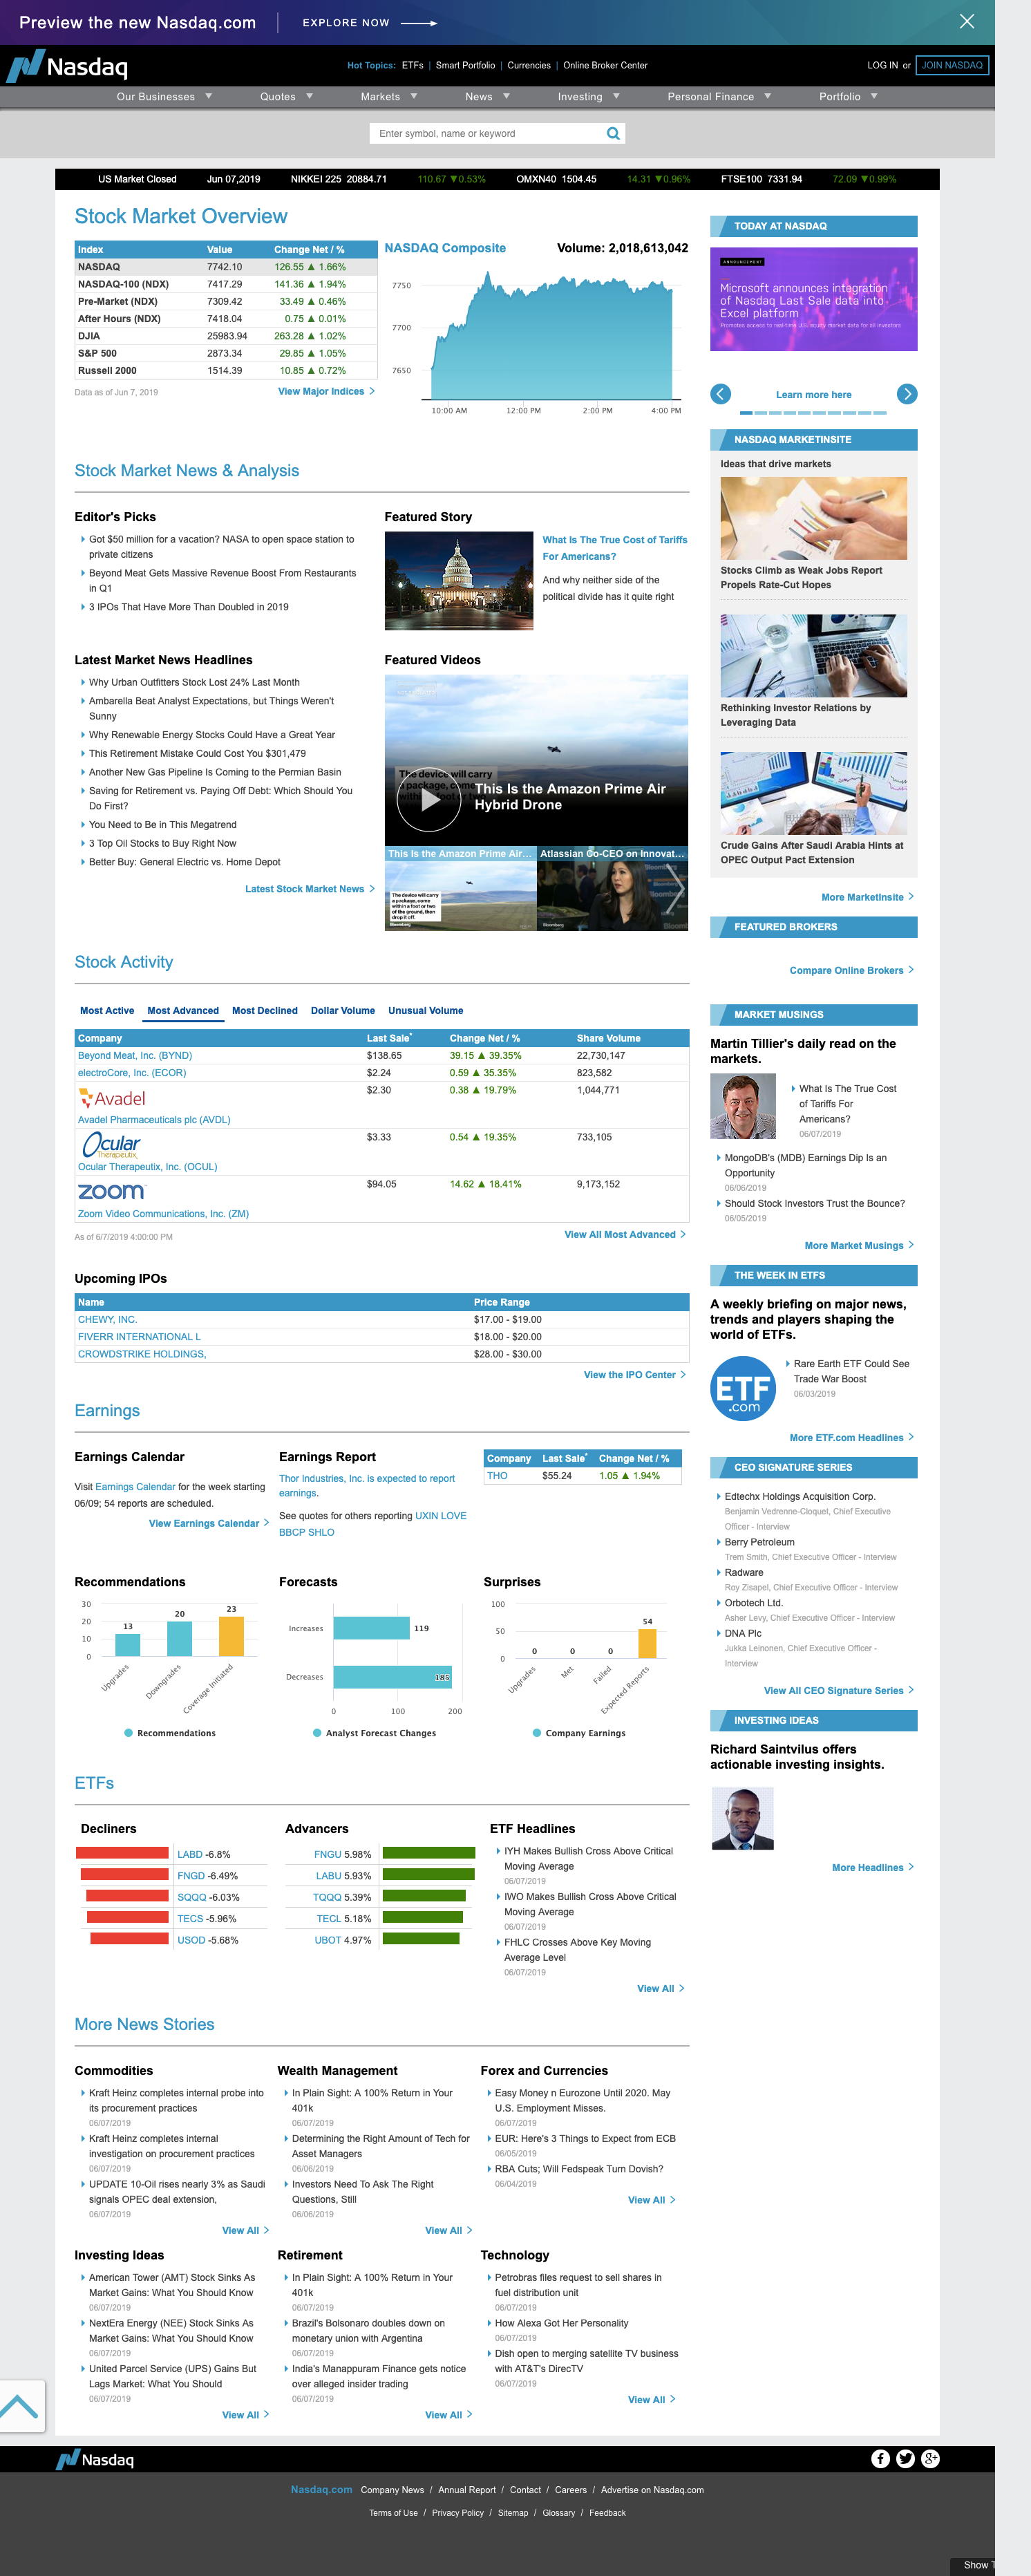 Preview the new Nasdaq.com
EXPLORE NOW
Nasdaq
Hot Topics: ETFs | Smart Portfolio | Currencies | Online Broker Center
LOG IN or JOIN NASDAQ
Our Businesses Quotes Markets News Investing Personal Finance Portfolio
Enter symbol, name or keyword
US Market Closed Jun 07,2019 NIKKEI 225 20884.71 110.67 ▼0.53% OMXN40 1504.45 14.31 ▼0.96% FTSE100 7331.94 72.09 ▼0.99%
Stock Market Overview
Index Value Change Net / %
NASDAQ 7742.10 126.55 ▲ 1.66%
NASDAQ-100 (NDX) 7417.29 141.36 ▲ 1.94%
Pre-Market (NDX) 7309.42 33.49 ▲ 0.46%
After Hours (NDX) 7418.04 0.75 ▲ 0.01%
DJIA 25983.94 263.28 ▲ 1.02%
S&P 500 2873.34 29.85 ▲ 1.05%
Russell 2000 1514.39 10.85 ▲ 0.72%
Data as of Jun 7, 2019
View Major Indices
NASDAQ Composite Volume: 2,018,613,042
7750
7700
7650
10:00 AM 12:00 PM 2:00 PM 4:00 PM
Stock Market News & Analysis
Editor's Picks
Got $50 million for a vacation? NASA to open space station to
private citizens
Beyond Meat Gets Massive Revenue Boost From Restaurants
in Q1
3 IPOs That Have More Than Doubled in 2019
Featured Story
What Is The True Cost of Tariffs
For Americans?
And why neither side of the
political divide has it quite right
Latest Market News Headlines
Why Urban Outfitters Stock Lost 24% Last Month
Ambarella Beat Analyst Expectations, but Things Weren't
Sunny
Why Renewable Energy Stocks Could Have a Great Year
This Retirement Mistake Could Cost You $301,479
Another New Gas Pipeline Is Coming to the Permian Basin
Saving for Retirement vs. Paying Off Debt: Which Should You
Do First?
You Need to Be in This Megatrend
3 Top Oil Stocks to Buy Right Now
Better Buy: General Electric vs. Home Depot
Latest Stock Market News
Featured Videos
The device will carry
a package, come
within a foot or two
This Is the Amazon Prime Air
Hybrid Drone
This Is the Amazon Prime Air...
Atlassian Co-CEO on Innovat...
The device will carry
a package, come
within a foot or two
of the ground, then
drop it off.
Bloomberg
Bloomberg
Stock Activity
Most Active Most Advanced Most Declined Dollar Volume Unusual Volume
Company Last Sale* Change Net / % Share Volume
Beyond Meat, Inc. (BYND) $138.65 39.15 ▲ 39.35% 22,730,147
electroCore, Inc. (ECOR) $2.24 0.59 ▲ 35.35% 823,582
Avadel $2.30 0.38 ▲ 19.79% 1,044,771
Avadel Pharmaceuticals plc (AVDL)
Ocular Therapeutix $3.33 0.54 ▲ 19.35% 733,105
Ocular Therapeutix, Inc. (OCUL)
zoom $94.05 14.62 ▲ 18.41% 9,173,152
Zoom Video Communications, Inc. (ZM)
As of 6/7/2019 4:00:00 PM
View All Most Advanced
Upcoming IPOs
Name Price Range
CHEWY, INC. $17.00 - $19.00
FIVERR INTERNATIONAL L $18.00 - $20.00
CROWDSTRIKE HOLDINGS, $28.00 - $30.00
View the IPO Center
Earnings
Earnings Calendar
Visit Earnings Calendar for the week starting
06/09; 54 reports are scheduled.
View Earnings Calendar
Earnings Report
Thor Industries, Inc. is expected to report
earnings.
See quotes for others reporting UXIN LOVE
BBCP SHLO
Company Last Sale* Change Net / %
THO $55.24 1.05 ▲ 1.94%
Recommendations
30
20
10
0
13
20
23
Upgrades
Downgrades
Coverage Initiated
Recommendations
Forecasts
Increases 119
Decreases 185
0 100 200
Analyst Forecast Changes
Surprises
100
50
0
0
0
0
54
Upgrades
Met
Failed
Expected Reports
Company Earnings
ETFs
Decliners
LABD -6.8%
FNGD -6.49%
SQQQ -6.03%
TECS -5.96%
USOD -5.68%
Advancers
FNGU 5.98%
LABU 5.93%
TQQQ 5.39%
TECL 5.18%
UBOT 4.97%
ETF Headlines
IYH Makes Bullish Cross Above Critical
Moving Average
06/07/2019
IWO Makes Bullish Cross Above Critical
Moving Average
06/07/2019
FHLC Crosses Above Key Moving
Average Level
06/07/2019
View All
More News Stories
Commodities
Kraft Heinz completes internal probe into
its procurement practices
06/07/2019
Kraft Heinz completes internal
investigation on procurement practices
06/07/2019
UPDATE 10-Oil rises nearly 3% as Saudi
signals OPEC deal extension,
06/07/2019
View All
Wealth Management
In Plain Sight: A 100% Return in Your
401k
06/07/2019
Determining the Right Amount of Tech for
Asset Managers
06/06/2019
Investors Need To Ask The Right
Questions, Still
06/06/2019
View All
Forex and Currencies
Easy Money n Eurozone Until 2020. May
U.S. Employment Misses.
06/07/2019
EUR: Here's 3 Things to Expect from ECB
06/05/2019
RBA Cuts; Will Fedspeak Turn Dovish?
06/04/2019
View All
Investing Ideas
American Tower (AMT) Stock Sinks As
Market Gains: What You Should Know
06/07/2019
NextEra Energy (NEE) Stock Sinks As
Market Gains: What You Should Know
06/07/2019
United Parcel Service (UPS) Gains But
Lags Market: What You Should
06/07/2019
View All
Retirement
In Plain Sight: A 100% Return in Your
401k
06/07/2019
Brazil's Bolsonaro doubles down on
monetary union with Argentina
06/07/2019
India's Manappuram Finance gets notice
over alleged insider trading
06/07/2019
View All
Technology
Petrobras files request to sell shares in
fuel distribution unit
06/07/2019
How Alexa Got Her Personality
06/07/2019
Dish open to merging satellite TV business
with AT&T's DirecTV
06/07/2019
View All
TODAY AT NASDAQ
ANNOUNCEMENT
Microsoft announces integration
of Nasdaq Last Sale data into
Excel platform
Promotes access to real-time U.S. equity market data for all investors
Learn more here
NASDAQ MARKETINSITE
Ideas that drive markets
Stocks Climb as Weak Jobs Report
Propels Rate-Cut Hopes
Rethinking Investor Relations by
Leveraging Data
Crude Gains After Saudi Arabia Hints at
OPEC Output Pact Extension
More MarketInsite
FEATURED BROKERS
Compare Online Brokers
MARKET MUSINGS
Martin Tillier's daily read on the
markets.
What Is The True Cost
of Tariffs For
Americans?
06/07/2019
MongoDB's (MDB) Earnings Dip Is an
Opportunity
06/06/2019
Should Stock Investors Trust the Bounce?
06/05/2019
More Market Musings
THE WEEK IN ETFS
A weekly briefing on major news,
trends and players shaping the
world of ETFs.
ETF
.com
Rare Earth ETF Could See
Trade War Boost
06/03/2019
More ETF.com Headlines
CEO SIGNATURE SERIES
Edtechx Holdings Acquisition Corp.
Benjamin Vedrenne-Cloquet, Chief Executive
Officer - Interview
Berry Petroleum
Trem Smith, Chief Executive Officer - Interview
Radware
Roy Zisapel, Chief Executive Officer - Interview
Orbotech Ltd.
Asher Levy, Chief Executive Officer - Interview
DNA Plc
Jukka Leinonen, Chief Executive Officer -
Interview
View All CEO Signature Series
INVESTING IDEAS
Richard Saintvilus offers
actionable investing insights.
More Headlines
Nasdaq
Nasdaq.com Company News / Annual Report / Contact / Careers / Advertise on Nasdaq.com
Terms of Use / Privacy Policy / Sitemap / Glossary / Feedback
Show T